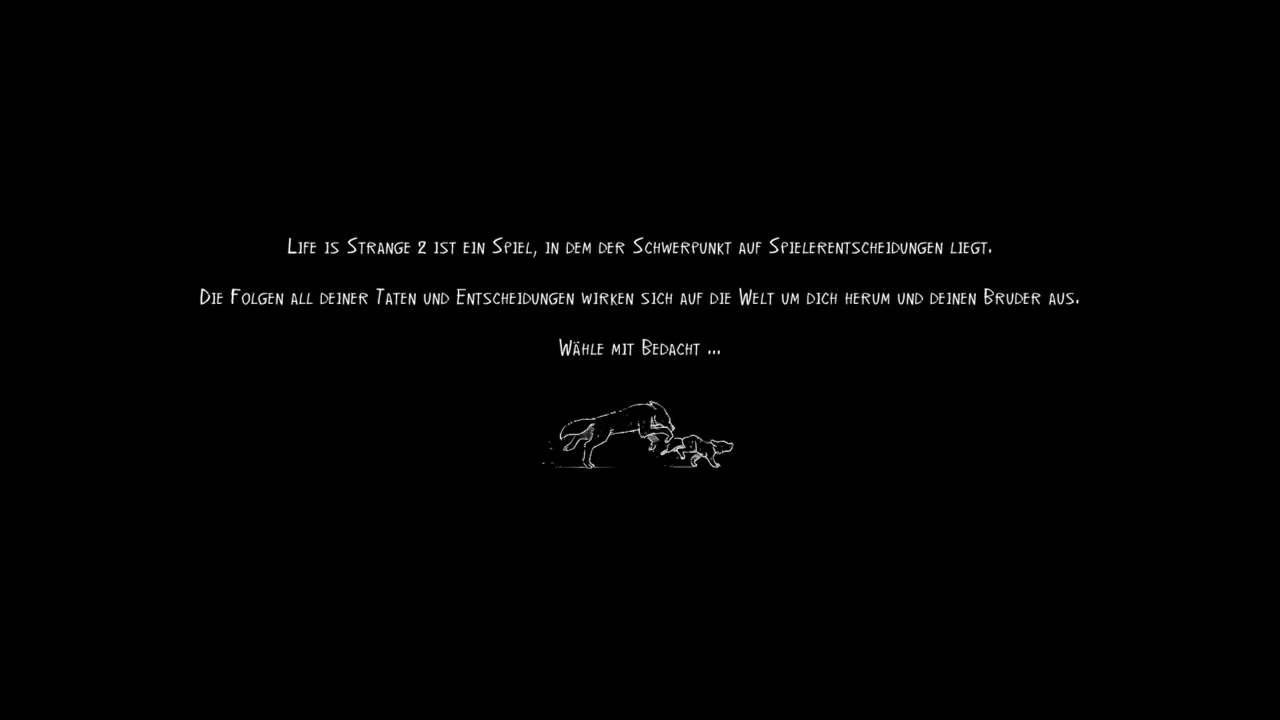 Life is Strange 2 ist ein Spiel, in dem der Schwerpunkt auf Spielerentscheidungen liegt.
Die Folgen all deiner Taten und Entscheidungen wirken sich auf die Welt um dich herum und deinen Bruder aus.
Wähle mit Bedacht ...